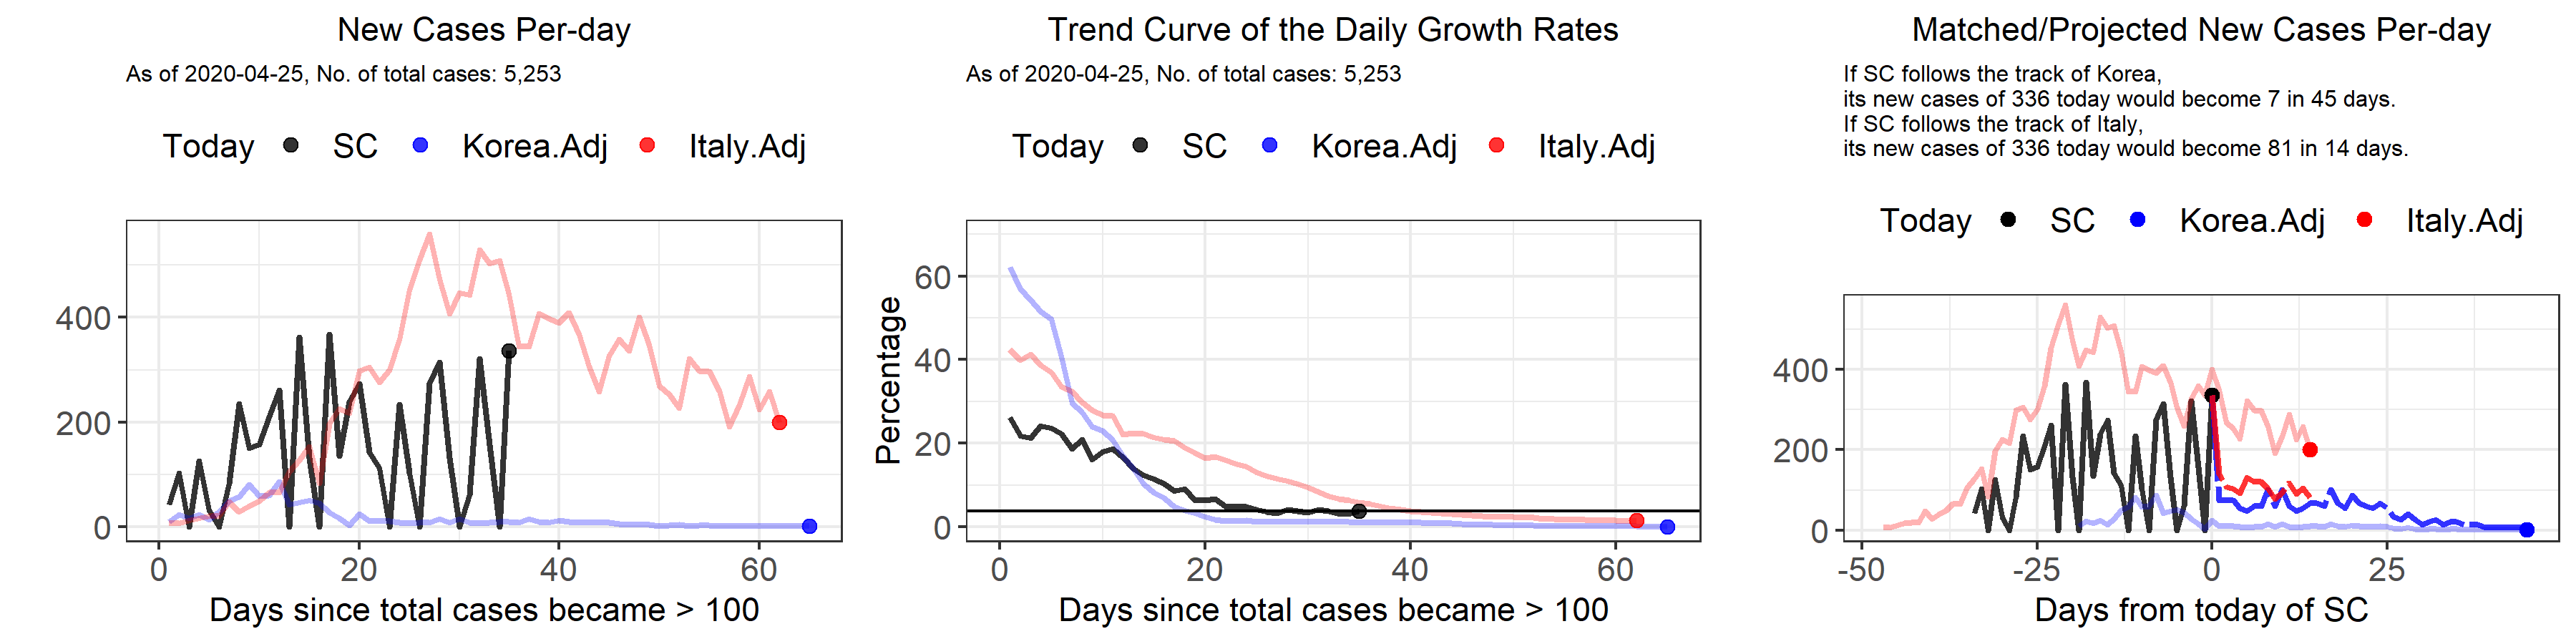 New Cases Per-day
As of 2020-04-25, No. of total cases: 5,253
Today SC Korea.Adj Italy.Adj
400
200
0
0 20 40 60
Days since total cases became > 100
Trend Curve of the Daily Growth Rates
As of 2020-04-25, No. of total cases: 5,253
Today SC Korea.Adj Italy.Adj
Percentage
60
40
20
0
0 20 40 60
Days since total cases became > 100
Matched/Projected New Cases Per-day
If SC follows the track of Korea,
its new cases of 336 today would become 7 in 45 days.
If SC follows the track of Italy,
its new cases of 336 today would become 81 in 14 days.
Today SC Korea.Adj Italy.Adj
400
200
0
-50 -25 0 25
Days from today of SC